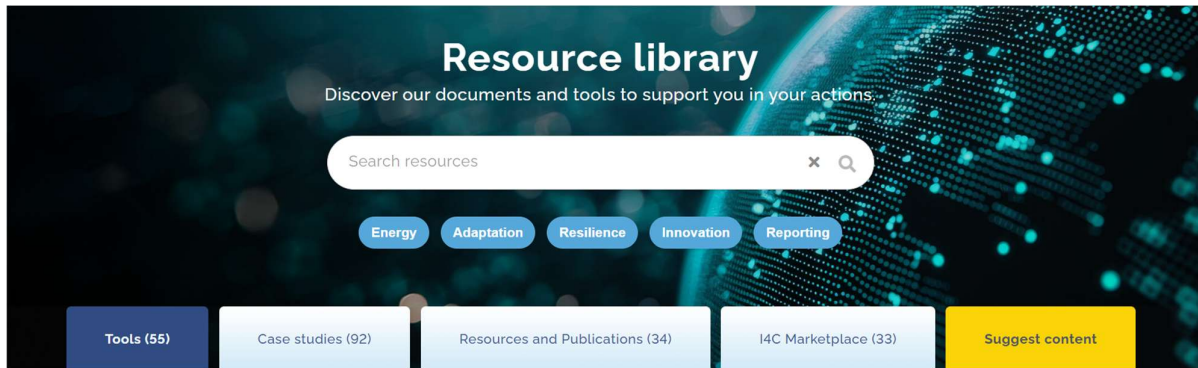 Resource library
Discover our documents and tools to support you in your actions.
Search resources
Energy Adaptation Resilience Innovation Reporting
Tools (55) Case studies (92) Resources and Publications (34) I4C Marketplace (33) Suggest content